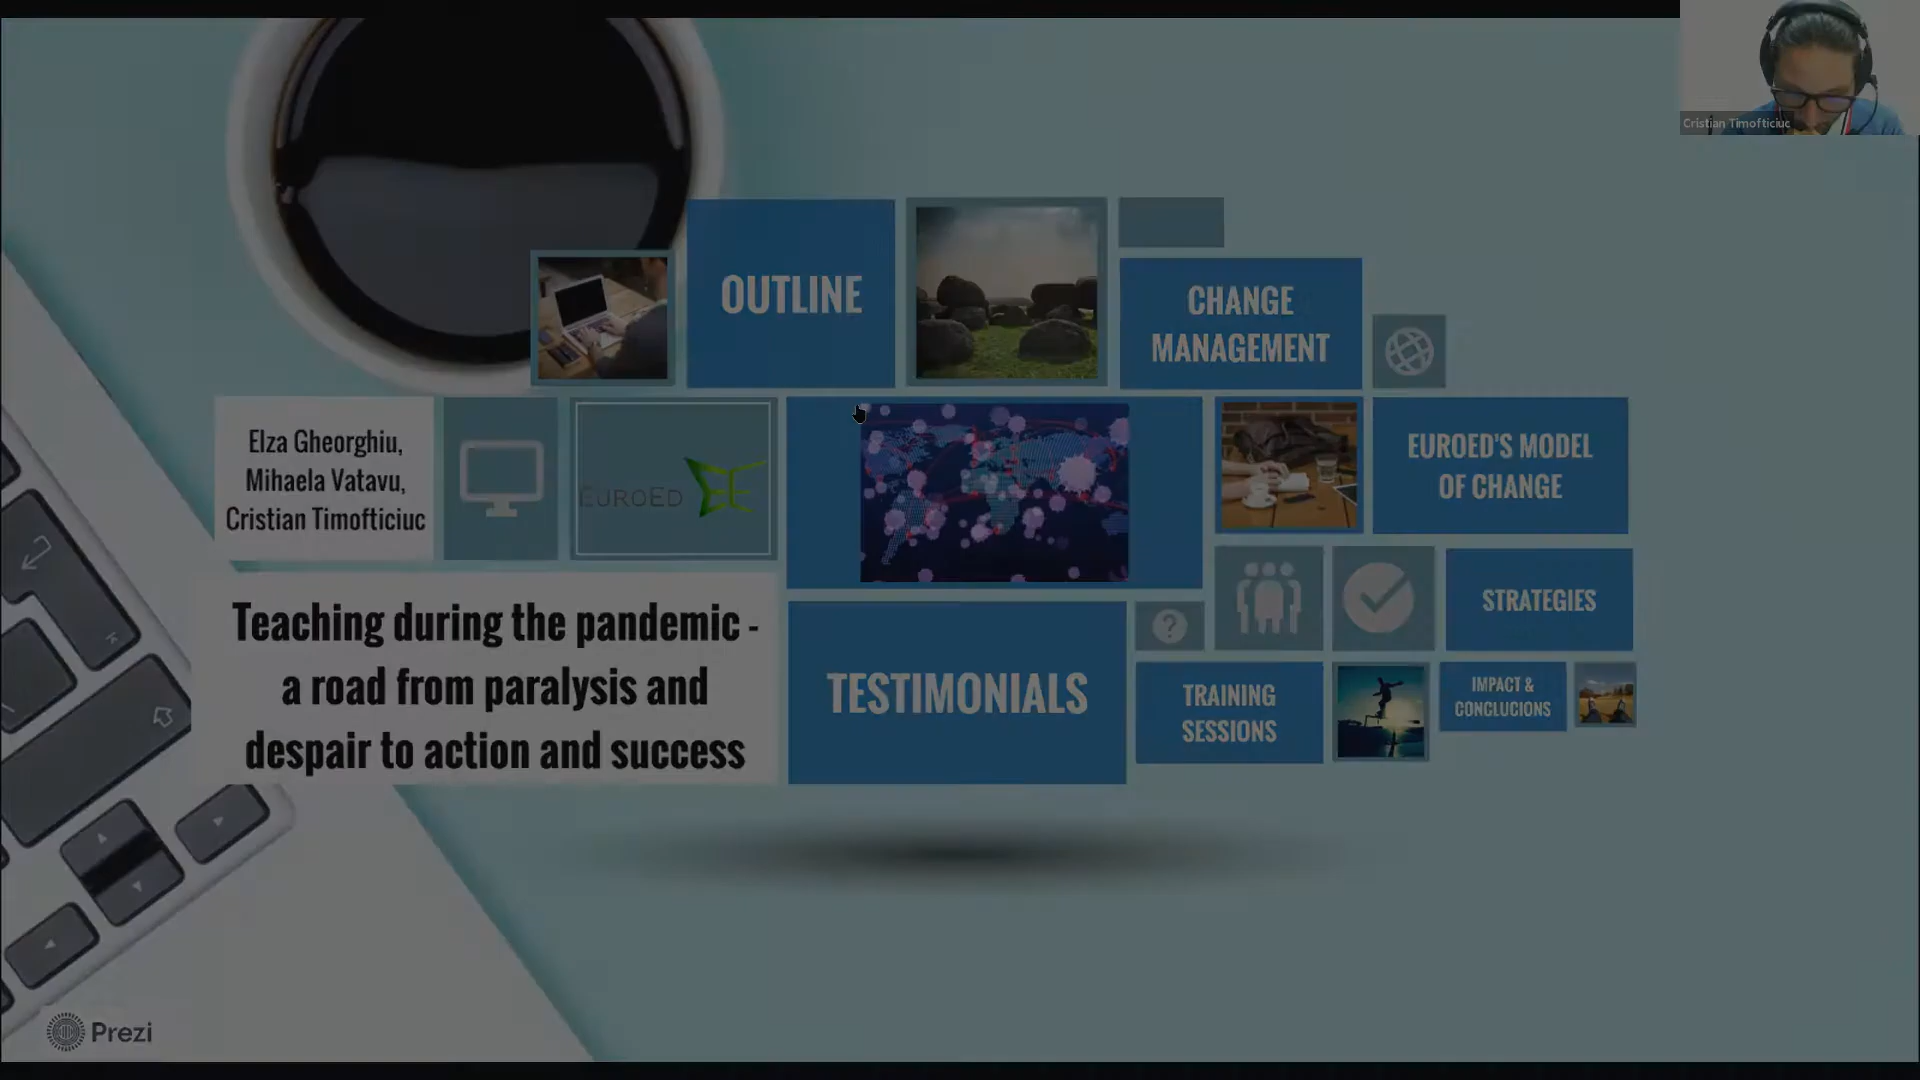 Cristian Timofticiuc
OUTLINE
CHANGE
MANAGEMENT
Elza Gheorghiu,
Mihaela Vatavu,
Cristian Timofticiuc
EUROED
EUROED'S MODEL
OF CHANGE
STRATEGIES
?
Teaching during the pandemic -
a road from paralysis and
despair to action and success
TESTIMONIALS
TRAINING
SESSIONS
IMPACT &
CONCLUCIONS
Prezi